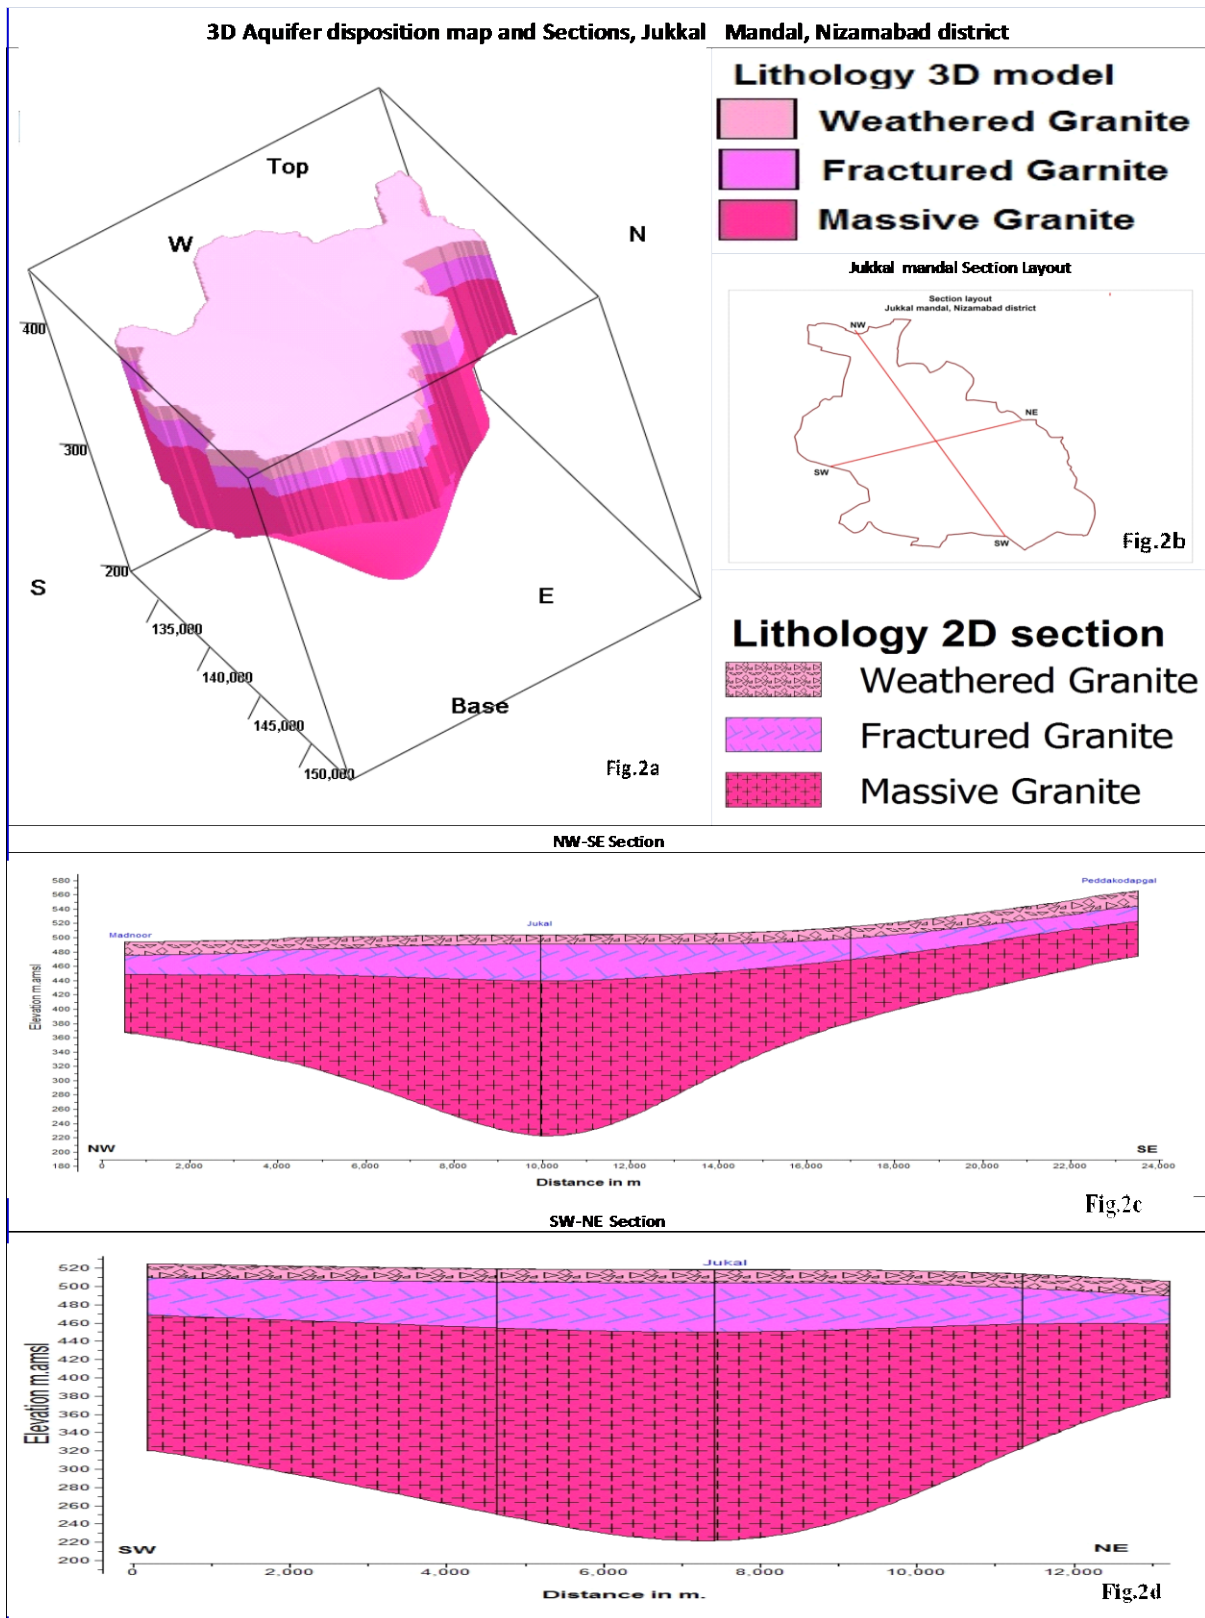 3D Aquifer disposition map and Sections, Jukkal Mandal, Nizamabad district
Top
W
N
400
300
200
S
E
135,000
140,000
145,000
150,000
Base
Fig.2a
Lithology 3D model
Weathered Granite
Fractured Garnite
Massive Granite
Jukkal mandal Section Layout
Section layout
Jukkal mandal, Nizamabad district
NW
NE
SW
SW
Fig.2b
Lithology 2D section
Weathered Granite
Fractured Granite
Massive Granite
NW-SE Section
580
560
540
520
500
480
460
440
420
400
380
360
340
320
300
280
260
240
220
200
180
Elevation m.amsl
Madnoor
Jukal
Peddakodapgal
NW
SE
0 2,000 4,000 6,000 8,000 10,000 12,000 14,000 16,000 18,000 20,000 22,000 24,000
Distance in m
Fig.2c
SW-NE Section
520
500
480
460
440
420
400
380
360
340
320
300
280
260
240
220
200
Elevation m.amsl
Jukal
SW
NE
0 2,000 4,000 6,000 8,000 10,000 12,000
Distance in m.
Fig.2d